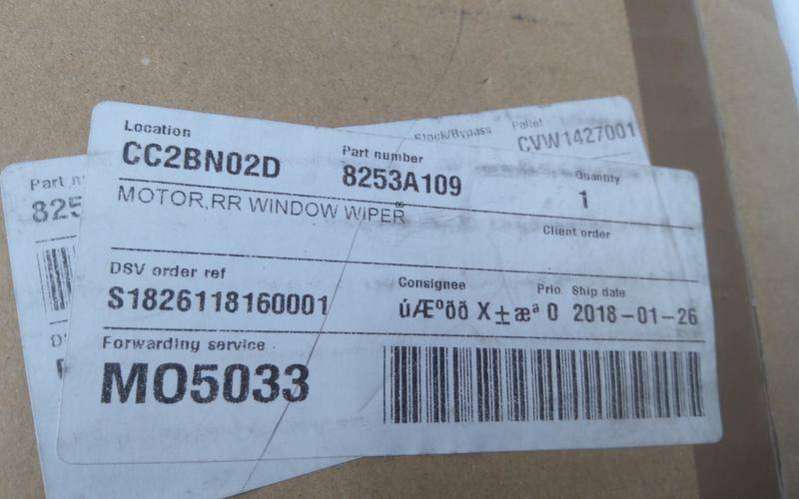 Location
CC2BN02D
Part number
8253A109
Stock/Bypass
Pallet
CVW1427001
Quantity
1
MOTOR,RR WINDOW WIPER
Client order
DSV order ref
S1826118160001
Consignee
úÆºðð X±æª
Prio
0
Ship date
2018-01-26
Forwarding service
MO5033
Part
825